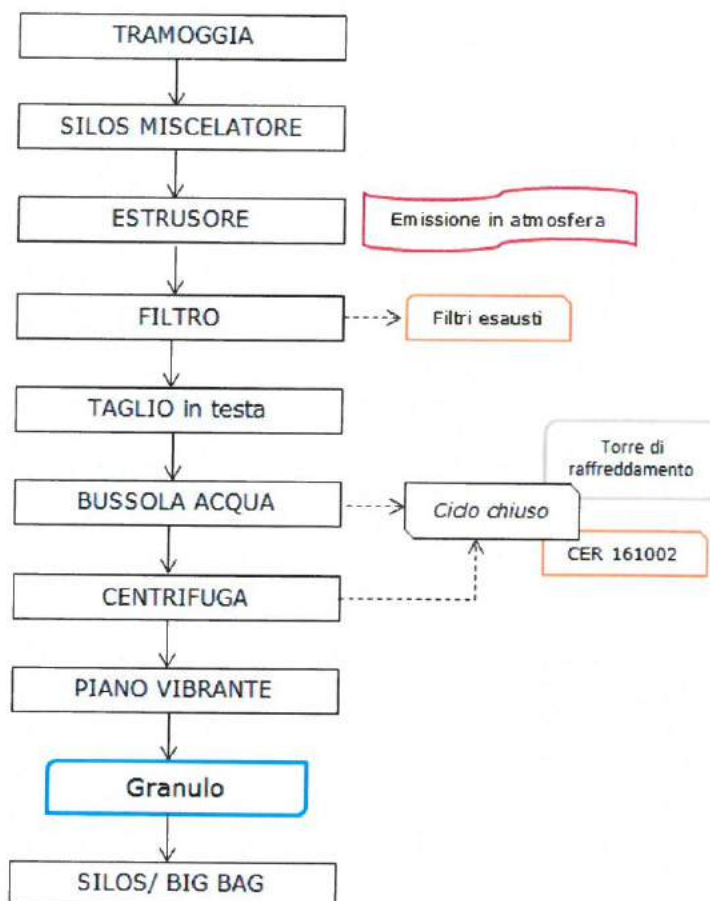 TRAMOGGIA
SILOS MISCELATORE
ESTRUSORE
Emissione in atmosfera
FILTRO
Filtri esausti
TAGLIO in testa
Torre di
raffreddamento
BUSSOLA ACQUA
Ciclo chiuso
CER 161002
CENTRIFUGA
PIANO VIBRANTE
Granulo
SILOS/ BIG BAG